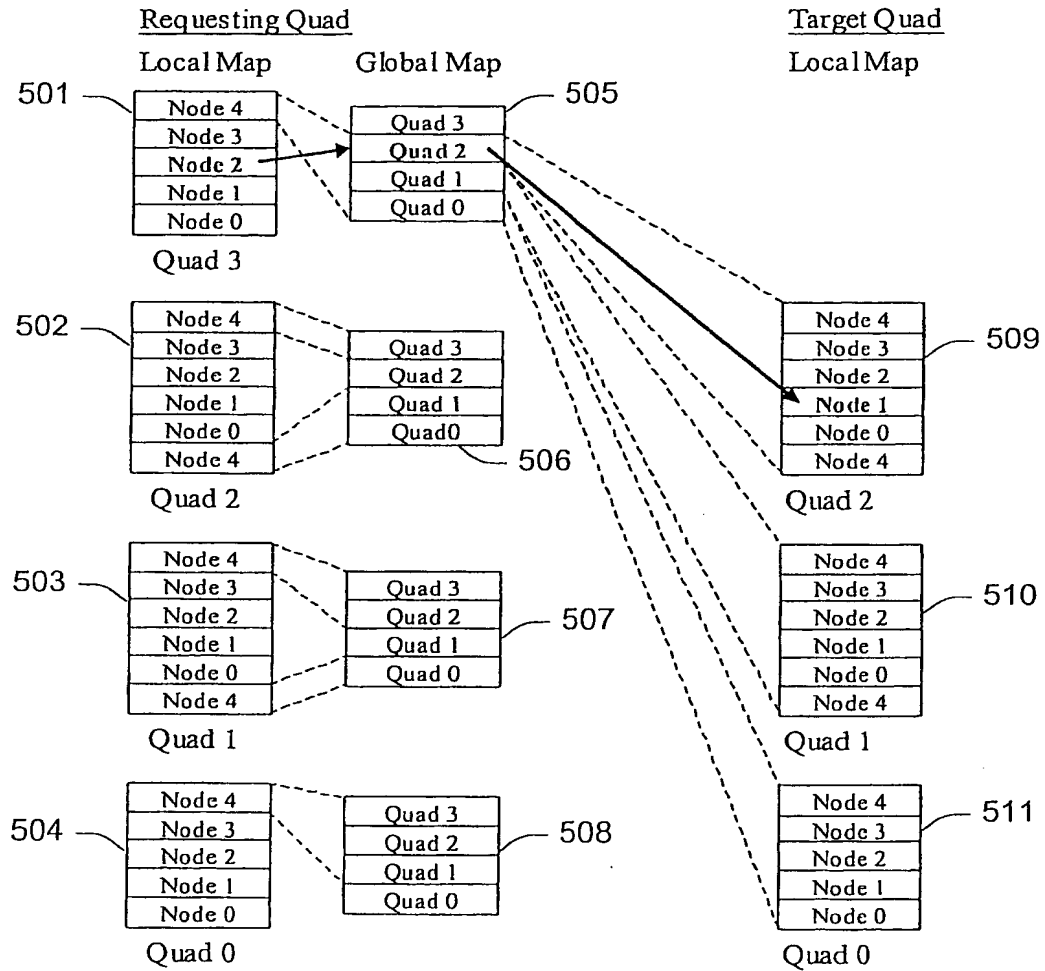 Requesting Quad
Target Quad
Local Map
Global Map
Local Map
501
Node 4
Node 3
Node 2
Node 1
Node 0
Quad 3
505
Quad 3
Quad 2
Quad 1
Quad 0
502
Node 4
Node 3
Node 2
Node 1
Node 0
Node 4
Quad 2
Quad 3
Quad 2
Quad 1
Quad0
506
509
Node 4
Node 3
Node 2
Node 1
Node 0
Node 4
Quad 2
503
Node 4
Node 3
Node 2
Node 1
Node 0
Node 4
Quad 1
507
Quad 3
Quad 2
Quad 1
Quad 0
510
Node 4
Node 3
Node 2
Node 1
Node 0
Node 4
Quad 1
504
Node 4
Node 3
Node 2
Node 1
Node 0
Quad 0
508
Quad 3
Quad 2
Quad 1
Quad 0
511
Node 4
Node 3
Node 2
Node 1
Node 0
Quad 0